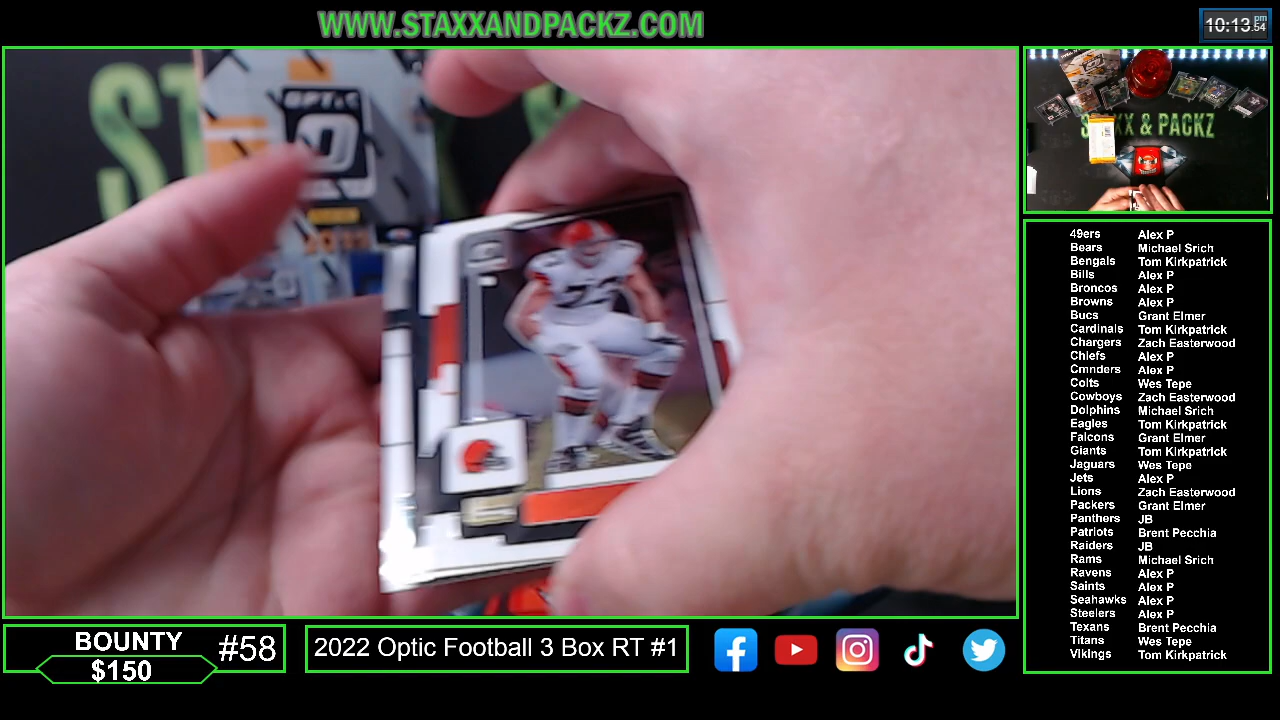 WWW.STAXXANDPACKZ.COM
10:13 pm .54
OPTIC
STAXX & PACKZ
49ers Alex P
Bears Michael Srich
Bengals Tom Kirkpatrick
Bills Alex P
Broncos Alex P
Browns Alex P
Bucs Grant Elmer
Cardinals Tom Kirkpatrick
Chargers Zach Easterwood
Chiefs Alex P
Cmnders Alex P
Colts Wes Tepe
Cowboys Zach Easterwood
Dolphins Michael Srich
Eagles Tom Kirkpatrick
Falcons Grant Elmer
Giants Tom Kirkpatrick
Jaguars Wes Tepe
Jets Alex P
Lions Zach Easterwood
Packers Grant Elmer
Panthers JB
Patriots Brent Pecchia
Raiders JB
Rams Michael Srich
Ravens Alex P
Saints Alex P
Seahawks Alex P
Steelers Alex P
Texans Brent Pecchia
Titans Wes Tepe
Vikings Tom Kirkpatrick
BOUNTY
$150
#58
2022 Optic Football 3 Box RT #1